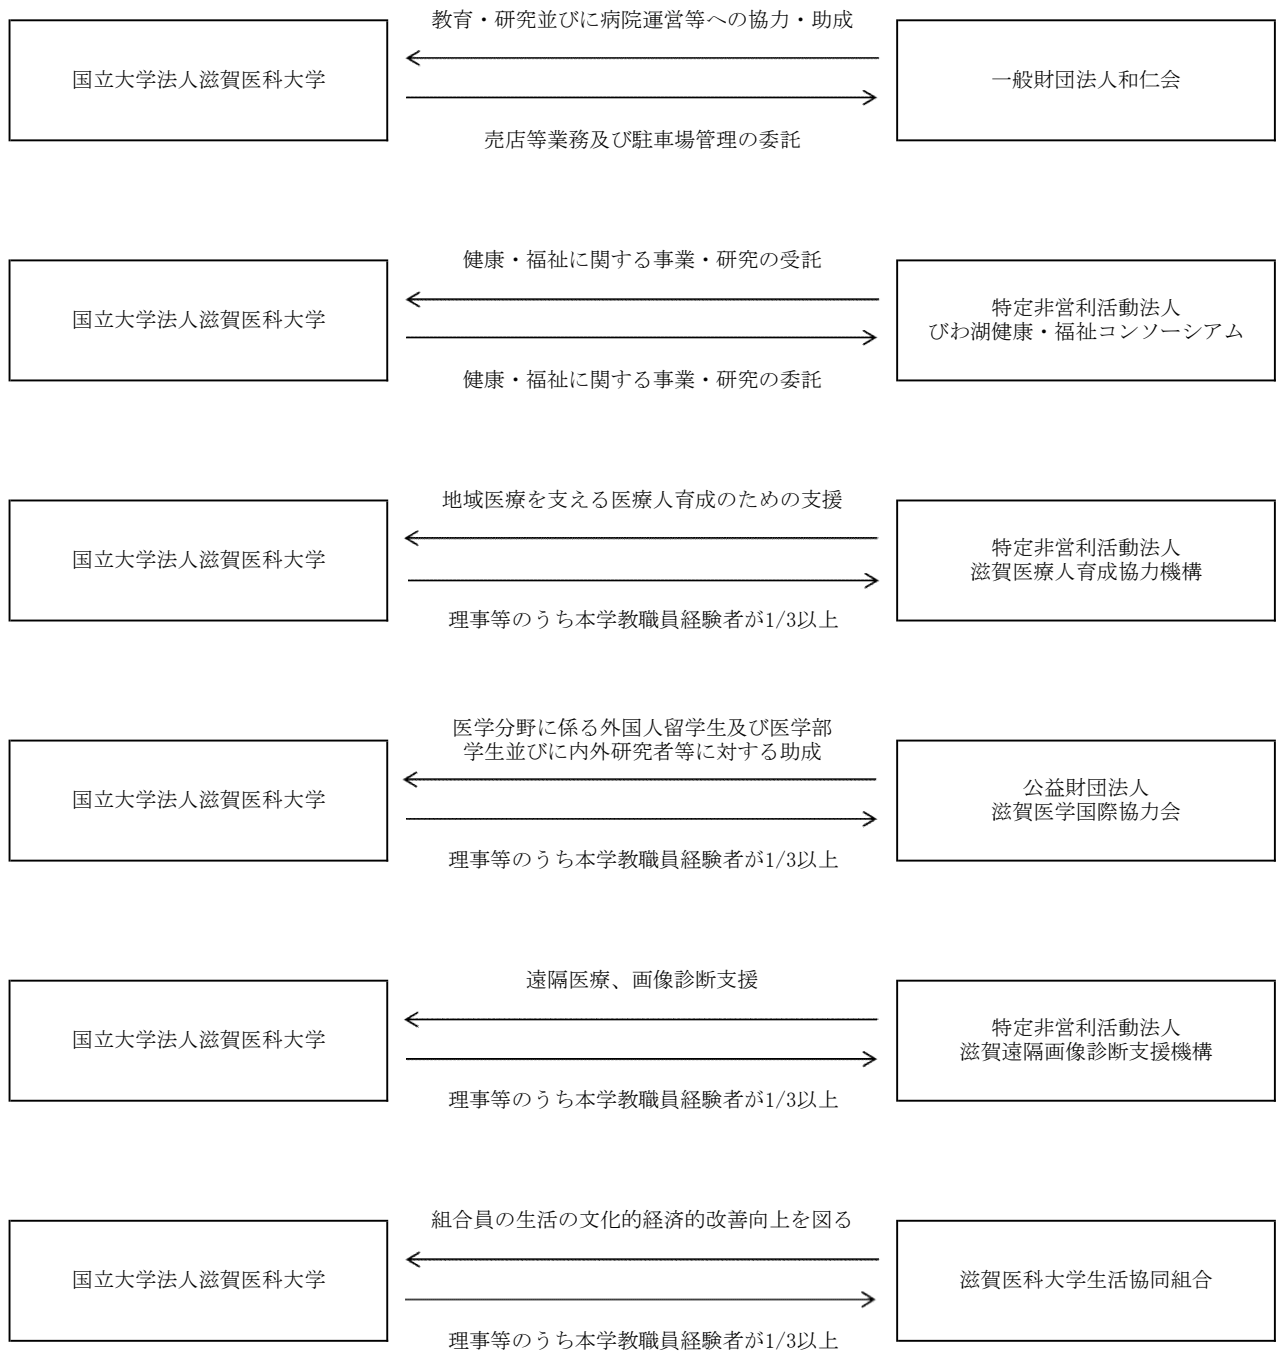 教育・研究並びに病院運営等への協力・助成
国立大学法人滋賀医科大学
一般財団法人和仁会
売店等業務及び駐車場管理の委託
健康・福祉に関する事業・研究の受託
国立大学法人滋賀医科大学
特定非営利活動法人
びわ湖健康・福祉コンソーシアム
健康・福祉に関する事業・研究の委託
地域医療を支える医療人育成のための支援
国立大学法人滋賀医科大学
特定非営利活動法人
滋賀医療人育成協力機構
理事等のうち本学教職員経験者が1/3以上
医学分野に係る外国人留学生及び医学部
学生並びに内外研究者等に対する助成
国立大学法人滋賀医科大学
公益財団法人
滋賀医学国際協力会
理事等のうち本学教職員経験者が1/3以上
遠隔医療、画像診断支援
国立大学法人滋賀医科大学
特定非営利活動法人
滋賀遠隔画像診断支援機構
理事等のうち本学教職員経験者が1/3以上
組合員の生活の文化的経済的改善向上を図る
国立大学法人滋賀医科大学
滋賀医科大学生活協同組合
理事等のうち本学教職員経験者が1/3以上